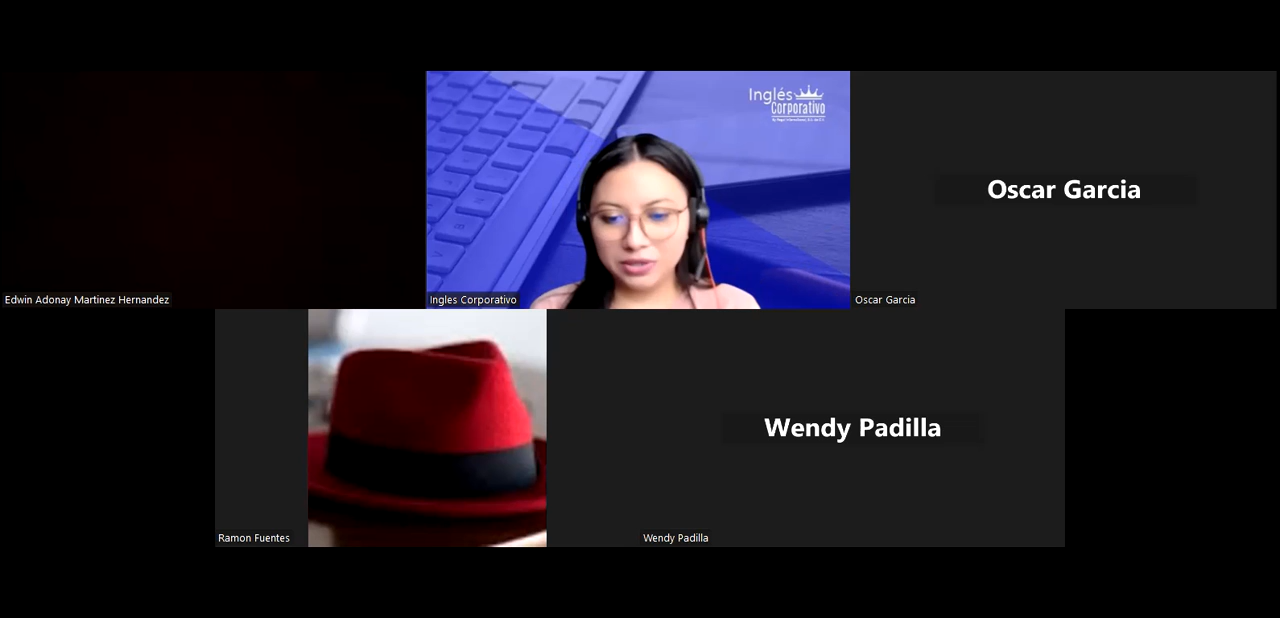 Inglés
Corporativo
Edwin Adonay Martinez Hernandez
Ingles Corporativo
Oscar Garcia
Oscar Garcia
Ramon Fuentes
Wendy Padilla
Wendy Padilla